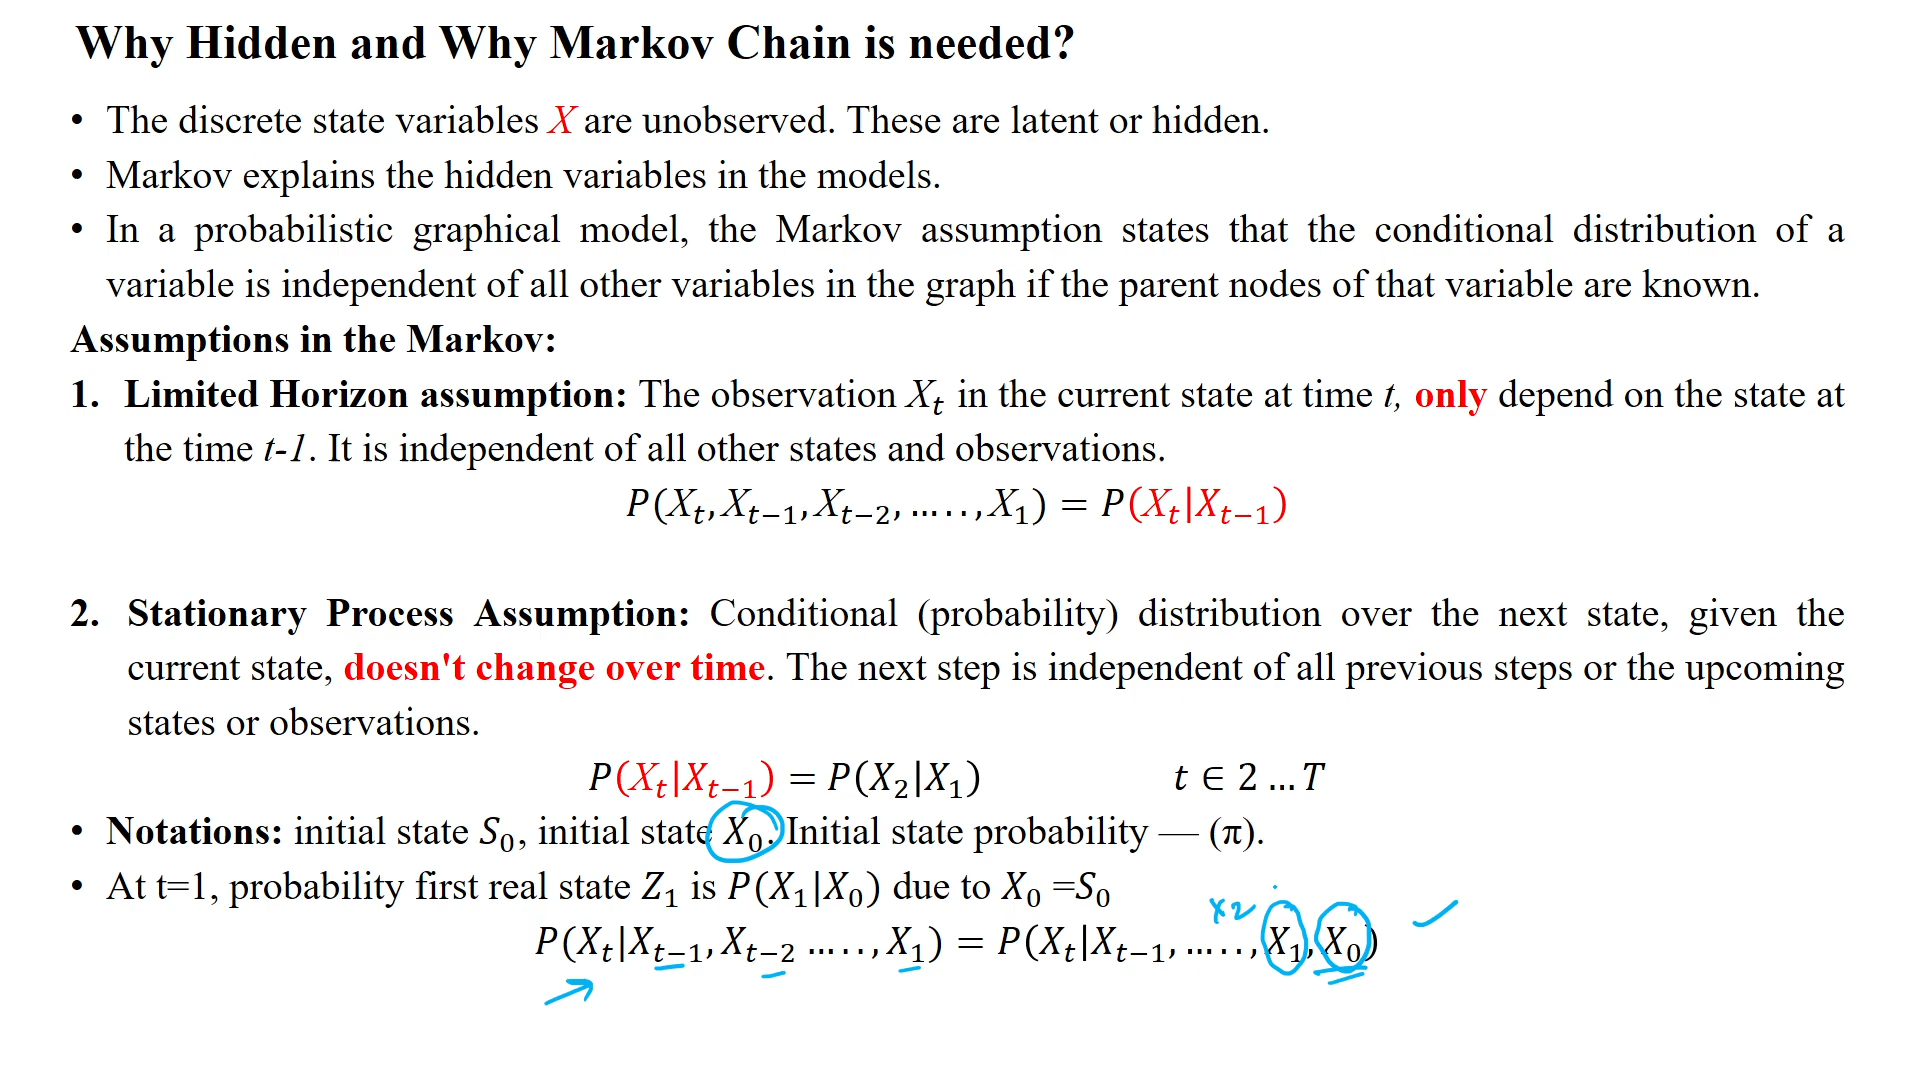 Why Hidden and Why Markov Chain is needed?
• The discrete state variables X are unobserved. These are latent or hidden.
• Markov explains the hidden variables in the models.
• In a probabilistic graphical model, the Markov assumption states that the conditional distribution of a
variable is independent of all other variables in the graph if the parent nodes of that variable are known.
Assumptions in the Markov:
1. Limited Horizon assumption: The observation Xₜ in the current state at time t, only depend on the state at
the time t-1. It is independent of all other states and observations.
P(Xₜ, Xₜ₋₁, Xₜ₋₂, ... .. , X₁) = P(Xₜ|Xₜ₋₁)
2. Stationary Process Assumption: Conditional (probability) distribution over the next state, given the
current state, doesn't change over time. The next step is independent of all previous steps or the upcoming
states or observations.
P(Xₜ|Xₜ₋₁) = P(X₂|X₁) t ∈ 2 ... T
• Notations: initial state S₀, initial state X₀. Initial state probability — (π).
• At t=1, probability first real state Z₁ is P(X₁|X₀) due to X₀ =S₀
x2
P(Xₜ|Xₜ₋₁, Xₜ₋₂ ... .. , X₁) = P(Xₜ|Xₜ₋₁, ... .. , X₁, X₀)